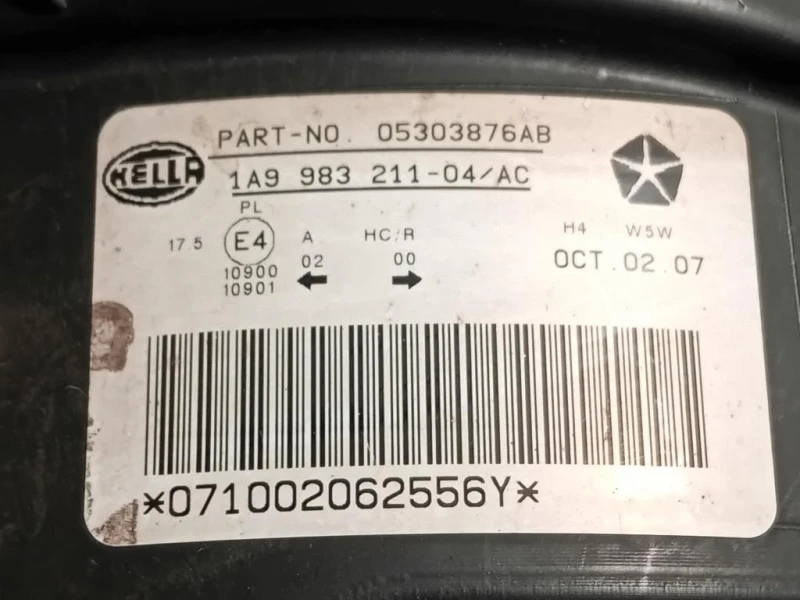 HELLA
PART-NO. 05303876AB
1A9 983 211-04/AC
PL
17.5 E4 A HC/R H4 W5W
02 00 OCT.02.07
10900
10901
*071002062556Y*